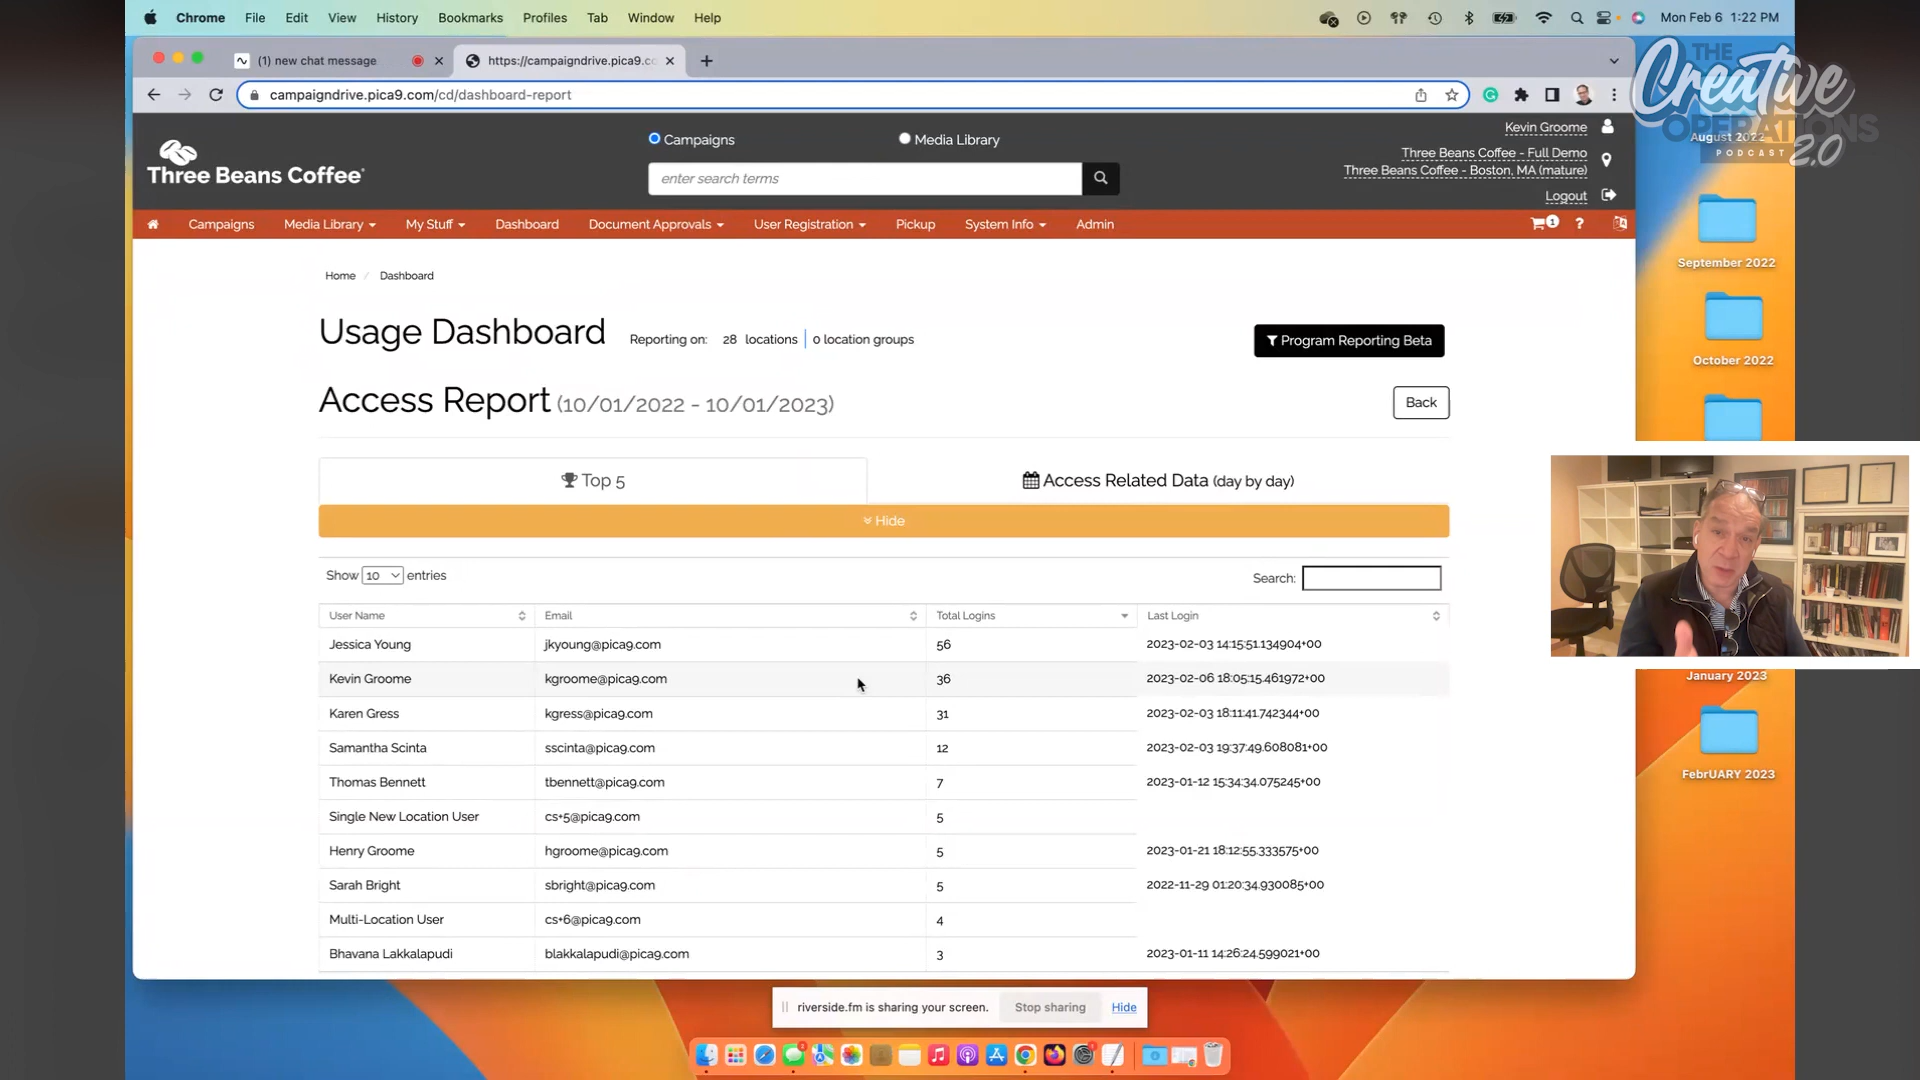 Chrome File Edit View History Bookmarks Profiles Tab Window Help
Mon Feb 6 1:22 PM
(1) new chat message
https://campaigndrive.pica9.cc
campaigndrive.pica9.com/cd/dashboard-report
THE
Creative
OPERATIONS
PODCAST 2.0
August 2022
Three Beans Coffee
Campaigns
Media Library
enter search terms
Kevin Groome
Three Beans Coffee - Full Demo
Three Beans Coffee - Boston, MA (mature)
Logout
Campaigns Media Library My Stuff Dashboard Document Approvals User Registration Pickup System Info Admin
1 ?
Home / Dashboard
Usage Dashboard
Reporting on: 28 locations 0 location groups
Program Reporting Beta
Access Report (10/01/2022 - 10/01/2023)
Back
Top 5
Access Related Data (day by day)
Hide
Show 10 entries
Search:
User Name Email Total Logins Last Login
Jessica Young jkyoung@pica9.com 56 2023-02-03 14:15:51.134904+00
Kevin Groome kgroome@pica9.com 36 2023-02-06 18:05:15.461972+00
Karen Gress kgress@pica9.com 31 2023-02-03 18:11:41.742344+00
Samantha Scinta sscinta@pica9.com 12 2023-02-03 19:37:49.608081+00
Thomas Bennett tbennett@pica9.com 7 2023-01-12 15:34:34.075245+00
Single New Location User cs+5@pica9.com 5
Henry Groome hgroome@pica9.com 5 2023-01-21 18:12:55.333575+00
Sarah Bright sbright@pica9.com 5 2022-11-29 01:20:34.930085+00
Multi-Location User cs+6@pica9.com 4
Bhavana Lakkalapudi blakkalapudi@pica9.com 3 2023-01-11 14:26:24.599021+00
September 2022
October 2022
January 2023
FebrUARY 2023
riverside.fm is sharing your screen.
Stop sharing
Hide